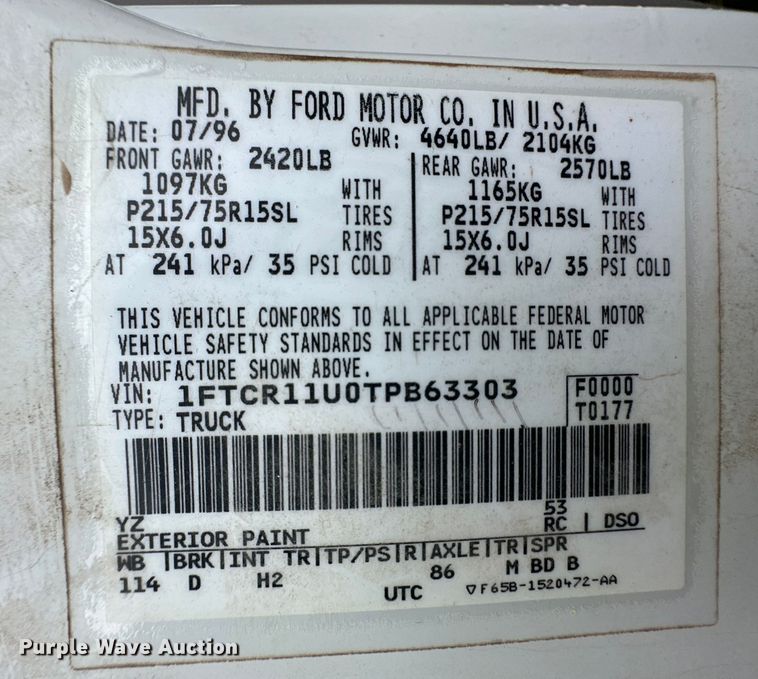 MFD. BY FORD MOTOR CO. IN U.S.A.
DATE: 07/96 GVWR: 4640LB/ 2104KG
FRONT GAWR: 2420LB REAR GAWR: 2570LB
1097KG WITH 1165KG WITH
P215/75R15SL TIRES P215/75R15SL TIRES
15X6.0J RIMS 15X6.0J RIMS
AT 241 kPa/ 35 PSI COLD AT 241 kPa/ 35 PSI COLD
THIS VEHICLE CONFORMS TO ALL APPLICABLE FEDERAL MOTOR
VEHICLE SAFETY STANDARDS IN EFFECT ON THE DATE OF
MANUFACTURE SHOWN ABOVE.
VIN: 1FTCR11U0TPB63303 F0000
TYPE: TRUCK T0177
YZ 53
EXTERIOR PAINT RC | DSO
WB |BRK|INT TR|TP/PS|R|AXLE|TR|SPR
114 D H2 86 M BD B
UTC ▽F65B-1520472-AA
Purple Wave Auction